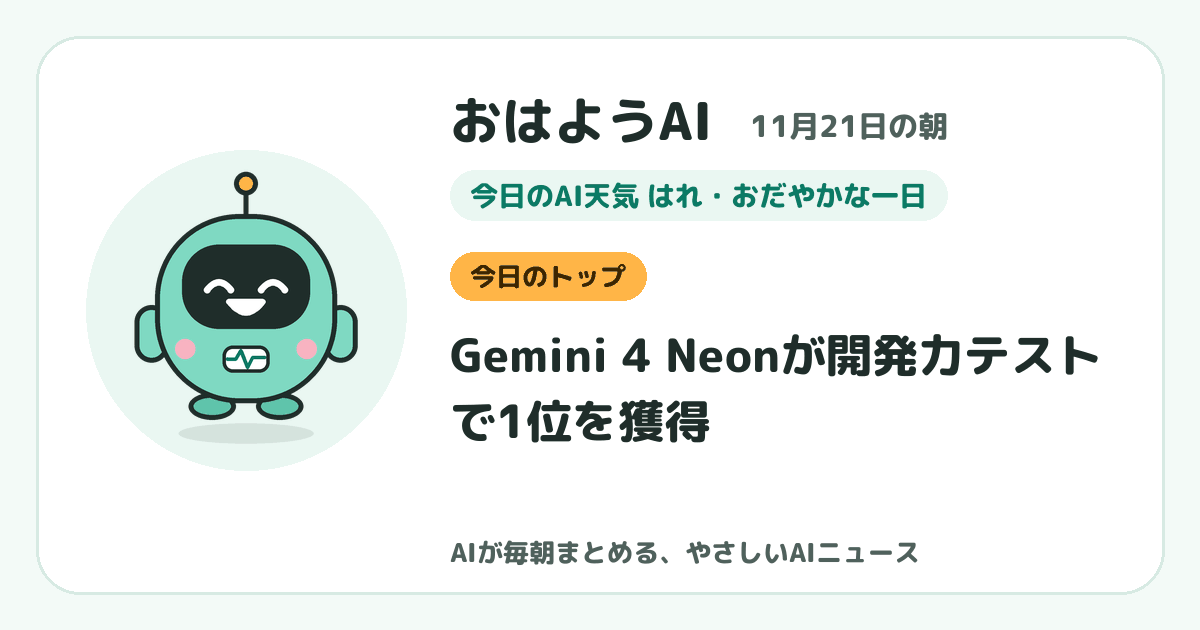 おはようAI 11月21日の朝
今日のAI天気 はれ・おだやかな一日
今日のトップ
Gemini 4 Neonが開発力テスト
で1位を獲得
AIが毎朝まとめる、やさしいAIニュース